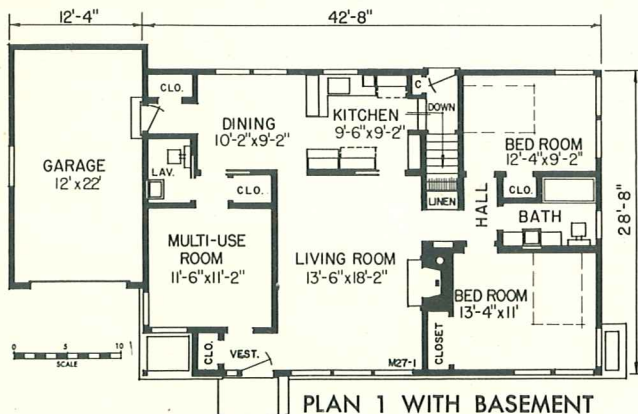 12'-4"
42'-8"
CLO.
C
DOWN
KITCHEN
9'-6"x9'-2"
DINING
10'-2"x9'-2"
BED ROOM
12'-4"x9'-2"
GARAGE
12'x22'
LAV.
CLO.
CLO.
LINEN
HALL
BATH
28'-8"
MULTI-USE
ROOM
11'-6"x11'-2"
LIVING ROOM
13'-6"x18'-2"
BED ROOM
13'-4"x11'
CLOSET
0 5 10
SCALE
CLO.
VEST.
M27-1
PLAN 1 WITH BASEMENT